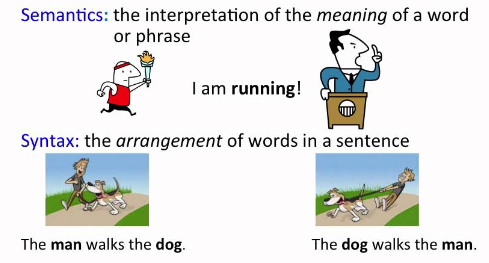 Semantics: the interpretation of the meaning of a word
or phrase
I am running!
Syntax: the arrangement of words in a sentence
The man walks the dog.
The dog walks the man.